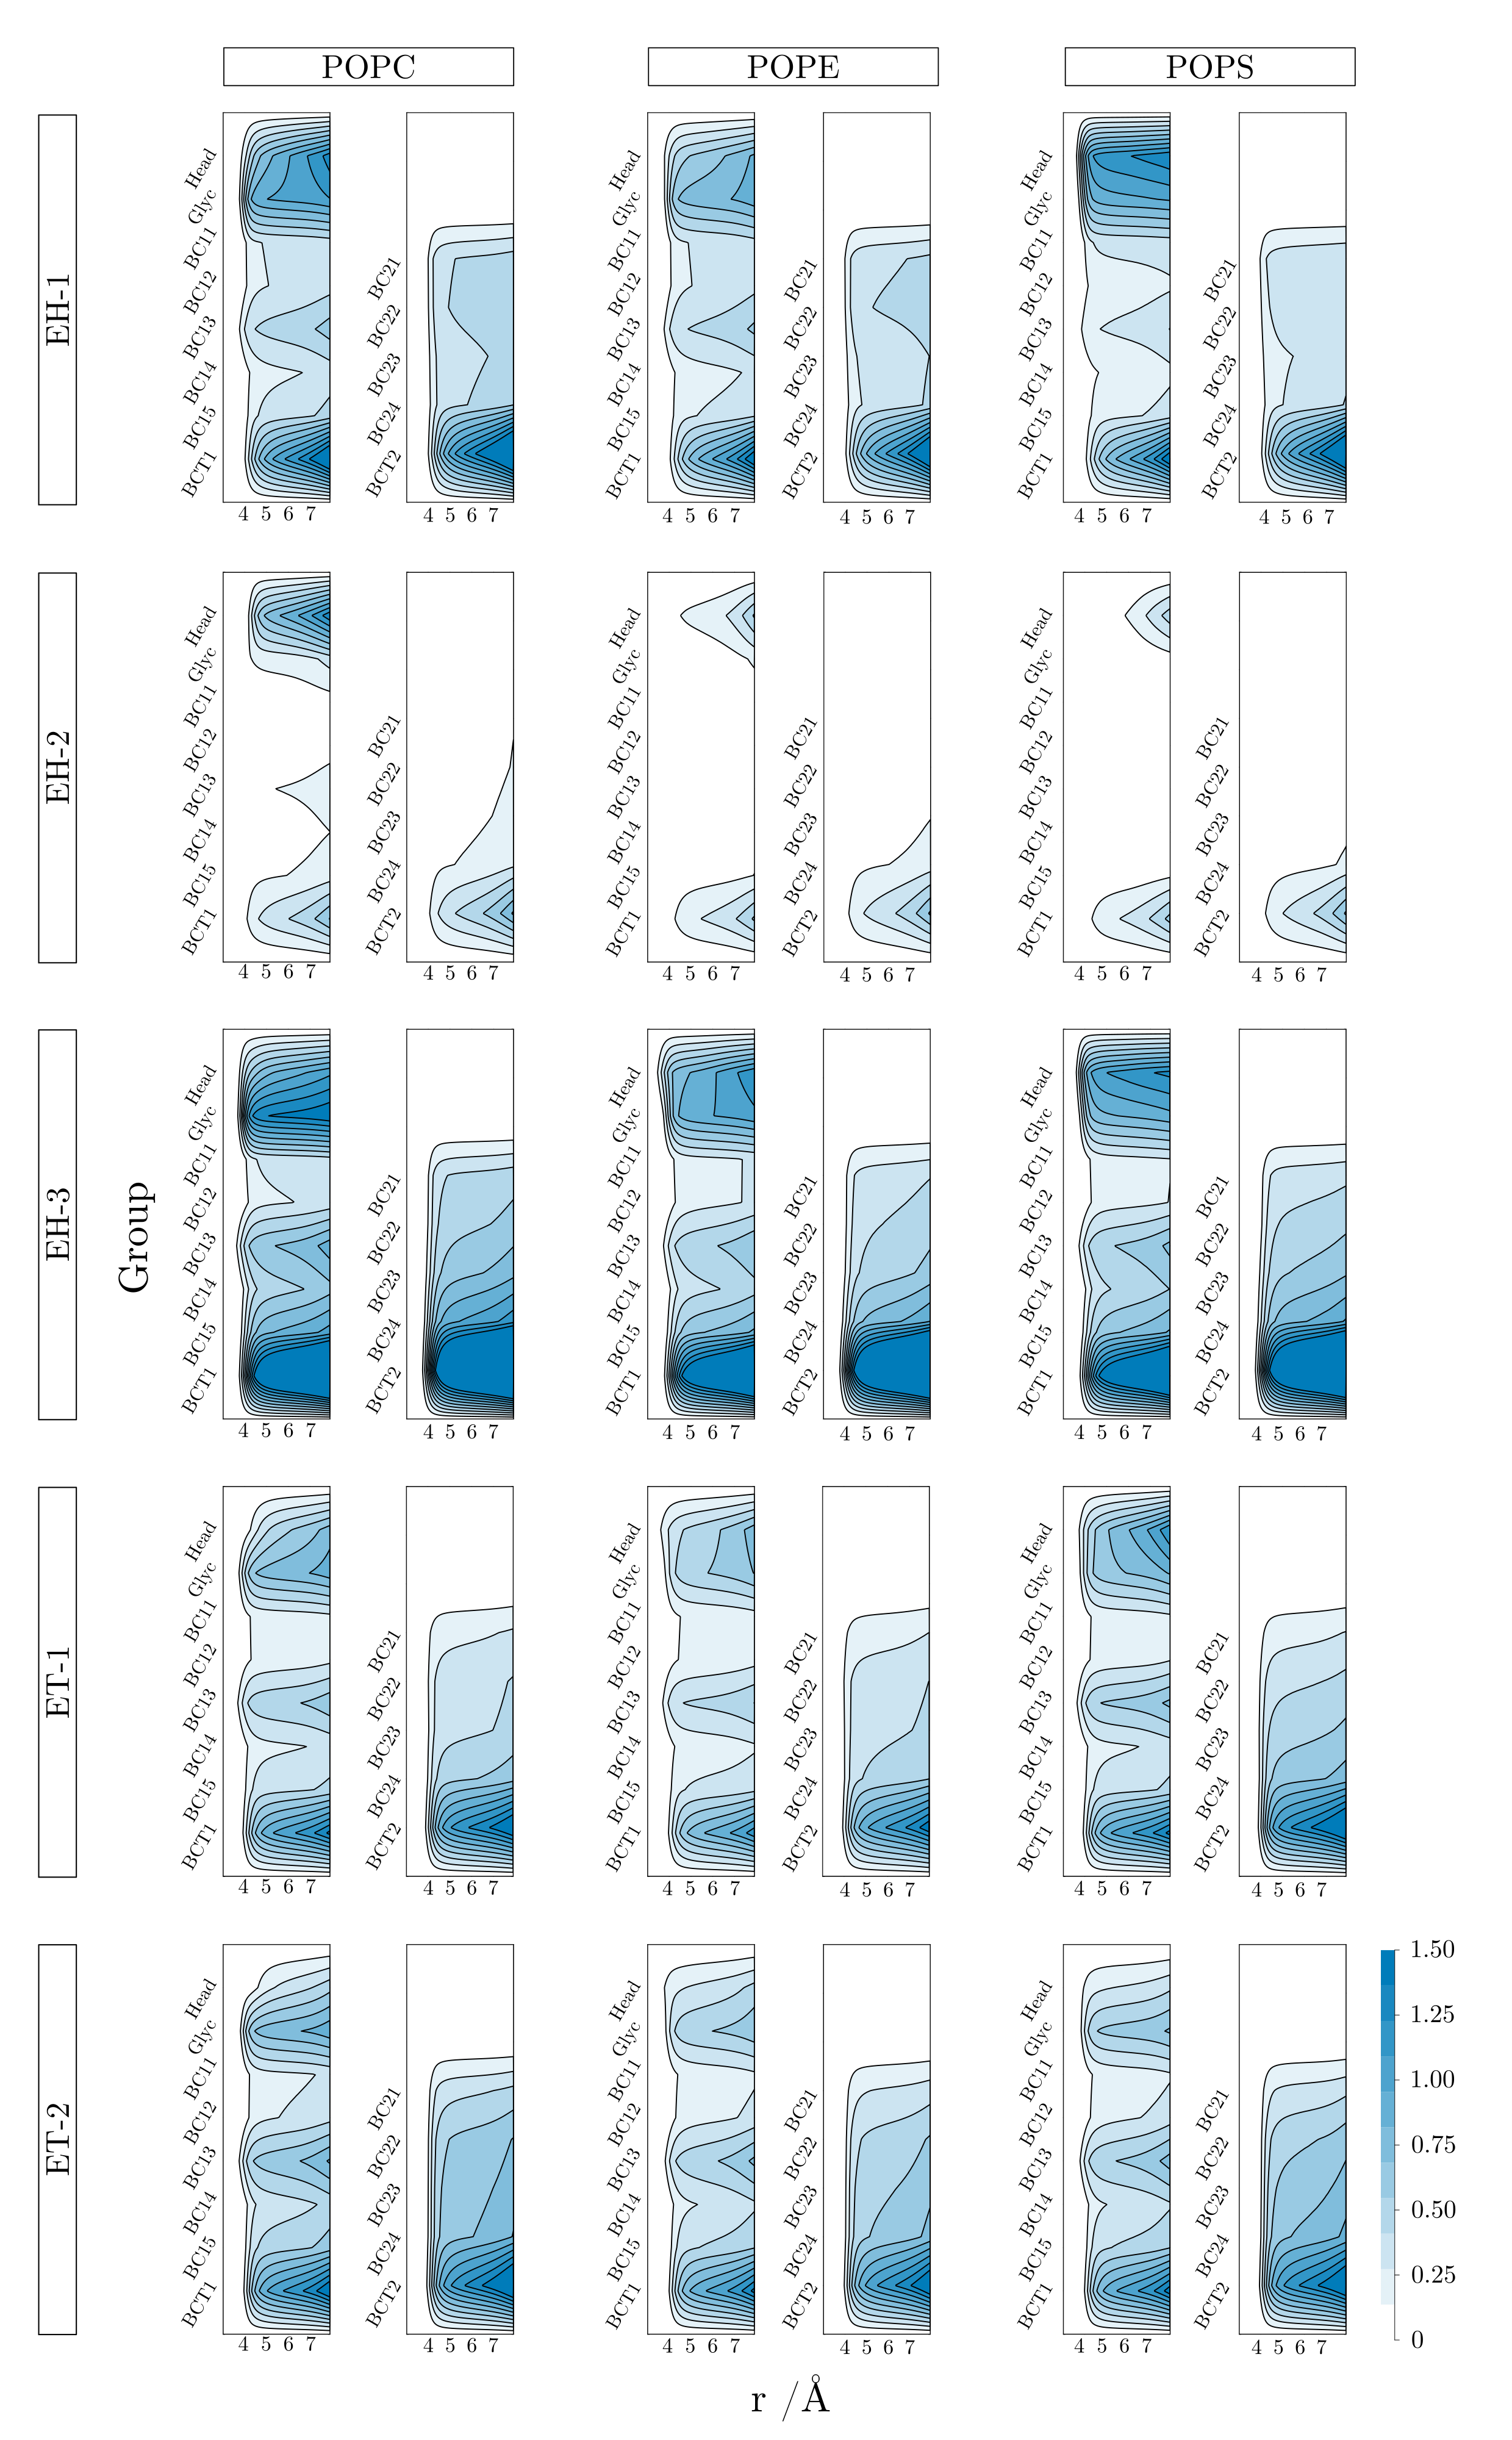 POPC POPE POPS
EH-1
Head Glyc BC11 BC12 BC13 BC14 BC15 BCT1
BC21 BC22 BC23 BC24 BCT2
Head Glyc BC11 BC12 BC13 BC14 BC15 BCT1
BC21 BC22 BC23 BC24 BCT2
Head Glyc BC11 BC12 BC13 BC14 BC15 BCT1
BC21 BC22 BC23 BC24 BCT2
4 5 6 7 4 5 6 7 4 5 6 7 4 5 6 7 4 5 6 7 4 5 6 7
EH-2
Head Glyc BC11 BC12 BC13 BC14 BC15 BCT1
BC21 BC22 BC23 BC24 BCT2
Head Glyc BC11 BC12 BC13 BC14 BC15 BCT1
BC21 BC22 BC23 BC24 BCT2
Head Glyc BC11 BC12 BC13 BC14 BC15 BCT1
BC21 BC22 BC23 BC24 BCT2
4 5 6 7 4 5 6 7 4 5 6 7 4 5 6 7 4 5 6 7 4 5 6 7
EH-3
Group
Head Glyc BC11 BC12 BC13 BC14 BC15 BCT1
BC21 BC22 BC23 BC24 BCT2
Head Glyc BC11 BC12 BC13 BC14 BC15 BCT1
BC21 BC22 BC23 BC24 BCT2
Head Glyc BC11 BC12 BC13 BC14 BC15 BCT1
BC21 BC22 BC23 BC24 BCT2
4 5 6 7 4 5 6 7 4 5 6 7 4 5 6 7 4 5 6 7 4 5 6 7
ET-1
Head Glyc BC11 BC12 BC13 BC14 BC15 BCT1
BC21 BC22 BC23 BC24 BCT2
Head Glyc BC11 BC12 BC13 BC14 BC15 BCT1
BC21 BC22 BC23 BC24 BCT2
Head Glyc BC11 BC12 BC13 BC14 BC15 BCT1
BC21 BC22 BC23 BC24 BCT2
4 5 6 7 4 5 6 7 4 5 6 7 4 5 6 7 4 5 6 7 4 5 6 7
ET-2
Head Glyc BC11 BC12 BC13 BC14 BC15 BCT1
BC21 BC22 BC23 BC24 BCT2
Head Glyc BC11 BC12 BC13 BC14 BC15 BCT1
BC21 BC22 BC23 BC24 BCT2
Head Glyc BC11 BC12 BC13 BC14 BC15 BCT1
BC21 BC22 BC23 BC24 BCT2
4 5 6 7 4 5 6 7 4 5 6 7 4 5 6 7 4 5 6 7 4 5 6 7
1.50
1.25
1.00
0.75
0.50
0.25
0
r /Å